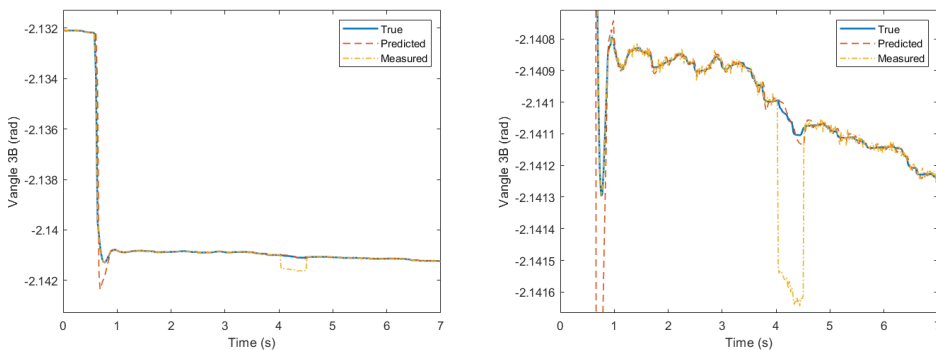 -2.132
-2.134
-2.136
-2.138
-2.14
-2.142
Vangle 3B (rad)
0 1 2 3 4 5 6 7
Time (s)
True
Predicted
Measured
-2.1408
-2.1409
-2.141
-2.1411
-2.1412
-2.1413
-2.1414
-2.1415
-2.1416
Vangle 3B (rad)
0 1 2 3 4 5 6 7
Time (s)
True
Predicted
Measured